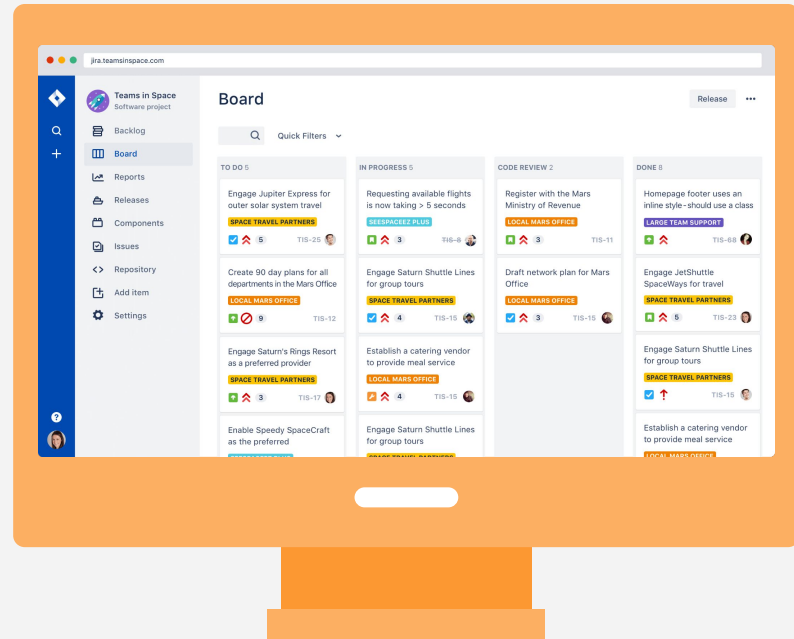 jira.teamsinspace.com
Teams in Space
Software project
Backlog
Board
Reports
Releases
Components
Issues
Repository
Add item
Settings
?
Board
Release
Quick Filters
TO DO 5
Engage Jupiter Express for
outer solar system travel
SPACE TRAVEL PARTNERS
5 TIS-25
Create 90 day plans for all
departments in the Mars Office
LOCAL MARS OFFICE
9 TIS-12
Engage Saturn's Rings Resort
as a preferred provider
SPACE TRAVEL PARTNERS
3 TIS-17
Enable Speedy SpaceCraft
as the preferred
SEESPACEEZ PLUS
IN PROGRESS 5
Requesting available flights
is now taking > 5 seconds
SEESPACEEZ PLUS
3 TIS-8
Engage Saturn Shuttle Lines
for group tours
SPACE TRAVEL PARTNERS
4 TIS-15
Establish a catering vendor
to provide meal service
LOCAL MARS OFFICE
4 TIS-15
Engage Saturn Shuttle Lines
for group tours
SPACE TRAVEL PARTNERS
CODE REVIEW 2
Register with the Mars
Ministry of Revenue
LOCAL MARS OFFICE
3 TIS-11
Draft network plan for Mars
Office
LOCAL MARS OFFICE
3 TIS-15
DONE 8
Homepage footer uses an
inline style-should use a class
LARGE TEAM SUPPORT
TIS-68
Engage JetShuttle
SpaceWays for travel
SPACE TRAVEL PARTNERS
5 TIS-23
Engage Saturn Shuttle Lines
for group tours
SPACE TRAVEL PARTNERS
TIS-15
Establish a catering vendor
to provide meal service
LOCAL MARS OFFICE